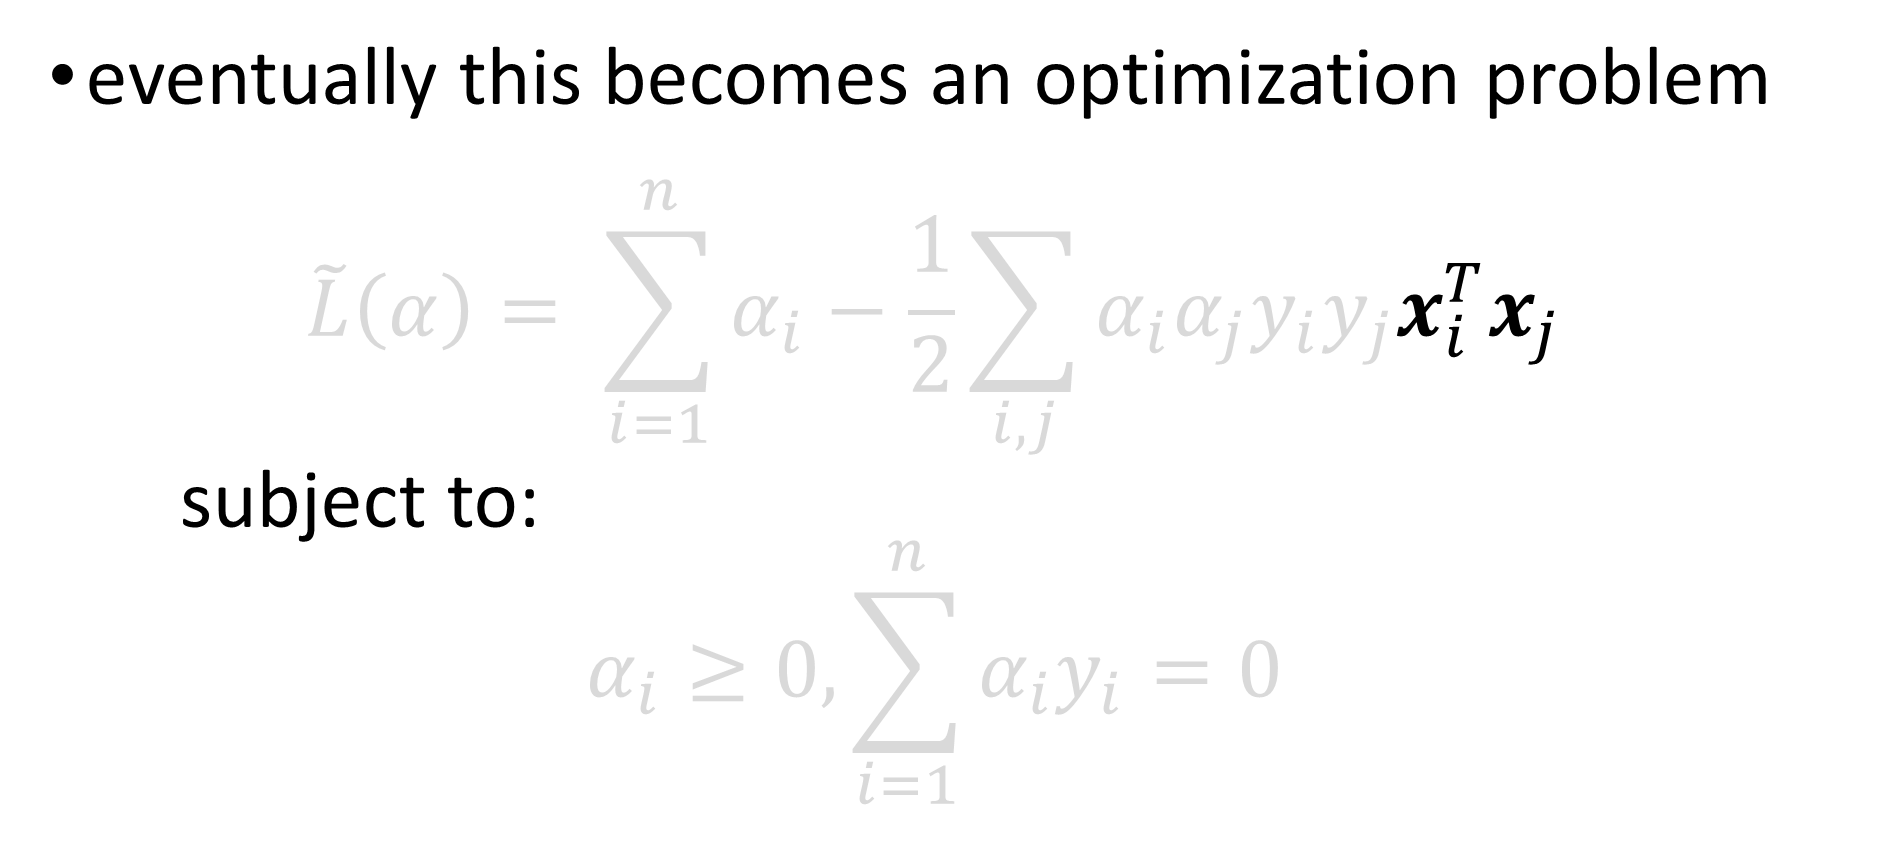 • eventually this becomes an optimization problem
L̃(α) = ∑_{i=1}^{n} α_i − \frac{1}{2} ∑_{i,j} α_i α_j y_i y_j 𝒙_i^T 𝒙_j
subject to:
α_i ≥ 0, ∑_{i=1}^{n} α_i y_i = 0